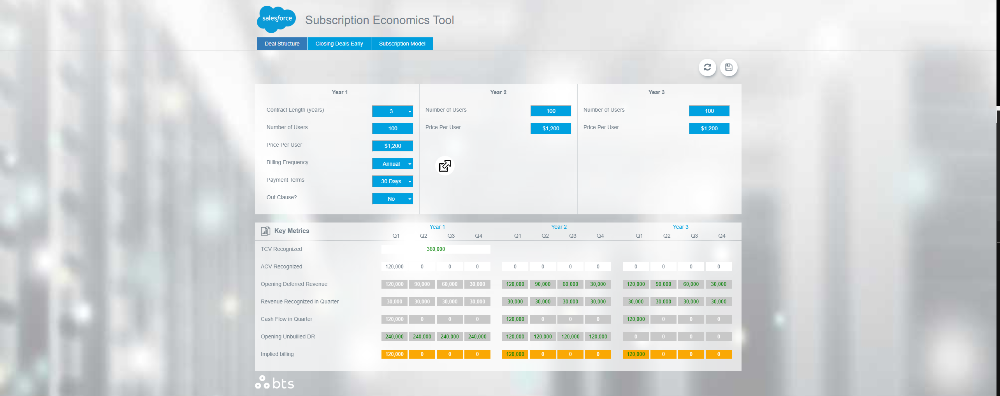 salesforce
Subscription Economics Tool
Deal Structure Closing Deals Early Subscription Model
Year 1 Year 2 Year 3
Contract Length (years) 3 Number of Users 100 Number of Users 100
Number of Users 100 Price Per User $1,200 Price Per User $1,200
Price Per User $1,200
Billing Frequency Annual
Payment Terms 30 Days
Out Clause? No
Key Metrics Year 1 Year 2 Year 3
Q1 Q2 Q3 Q4 Q1 Q2 Q3 Q4 Q1 Q2 Q3 Q4
TCV Recognized 360,000
ACV Recognized 120,000 0 0 0 0 0 0 0 0 0 0 0
Opening Deferred Revenue 120,000 90,000 60,000 30,000 120,000 90,000 60,000 30,000 120,000 90,000 60,000 30,000
Revenue Recognized in Quarter 30,000 30,000 30,000 30,000 30,000 30,000 30,000 30,000 30,000 30,000 30,000 30,000
Cash Flow in Quarter 120,000 0 0 0 120,000 0 0 0 120,000 0 0 0
Opening Unbuilled DR 240,000 240,000 240,000 240,000 120,000 120,000 120,000 120,000 0 0 0 0
Implied billing 120,000 0 0 0 120,000 0 0 0 120,000 0 0 0
bts